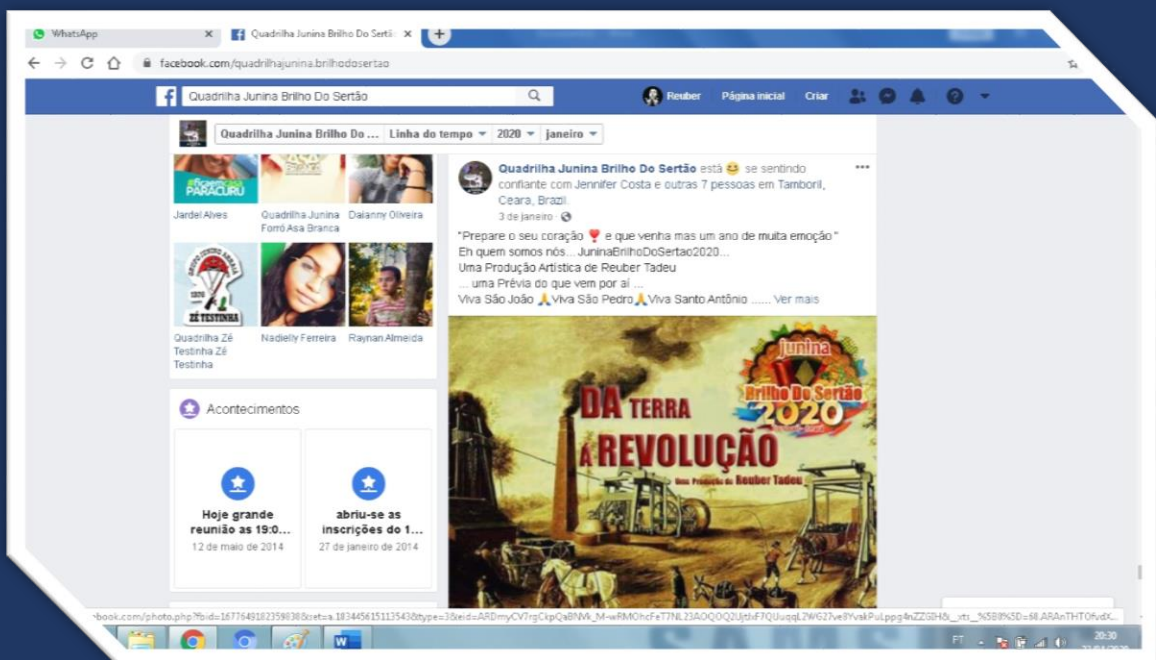 WhatsApp
Quadrilha Junina Brilho Do Sertã
facebook.com/quadrilhajunina.brilhodosertao
Quadrilha Junina Brilho Do Sertão
Reuber
Página inicial
Criar
Quadrilha Junina Brilho Do ...
Linha do tempo
2020
janeiro
#ficaemcasa
PARACURU
ASA
Jardel Alves
Quadrilha Junina
Forró Asa Branca
Daianny Oliveira
ZÉ TESTINHA
Quadrilha Zé
Testinha Zé
Testinha
Nadielly Ferreira
Raynan Almeida
Acontecimentos
Hoje grande
reunião as 19:0...
12 de maio de 2014
abriu-se as
inscrições do 1...
27 de janeiro de 2014
Quadrilha Junina Brilho Do Sertão está 😄 se sentindo
confiante com Jennifer Costa e outras 7 pessoas em Tamboril,
Ceara, Brazil.
3 de janeiro ·
"Prepare o seu coração ❣ e que venha mas um ano de muita emoção"
Eh quem somos nós... JuninaBrilhoDoSertao2020...
Uma Produção Artística de Reuber Tadeu
... uma Prévia do que vem por aí ...
Viva São João 🙏Viva São Pedro🙏Viva Santo Antônio ...... Ver mais
junina
Brilho Do Sertão
2020
DA TERRA
À REVOLUÇÃO
Uma Produção de Reuber Tadeu
PT
20:30